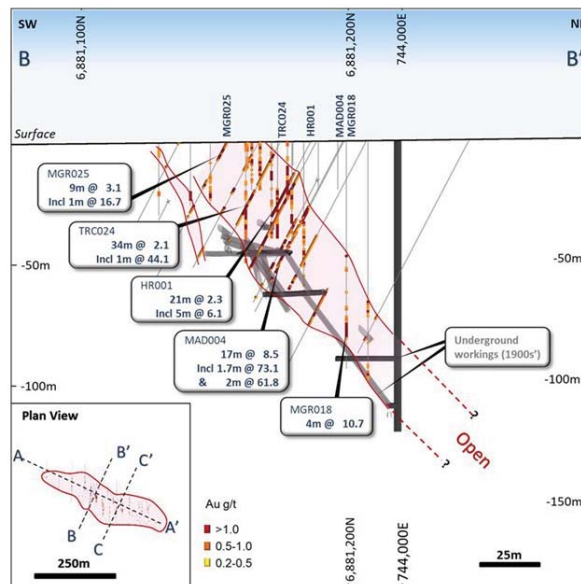 SW
NE
B
B'
6,881,100N
6,881,200N
744,000E
Surface
MGR025
TRC024
HR001
MAD004
MGR018
MGR025
9m @ 3.1
Incl 1m @ 16.7
TRC024
34m @ 2.1
Incl 1m @ 44.1
HR001
21m @ 2.3
Incl 5m @ 6.1
MAD004
17m @ 8.5
Incl 1.7m @ 73.1
& 2m @ 61.8
MGR018
4m @ 10.7
Underground
workings (1900s')
-50m
-50m
-100m
-100m
-150m
?
?
Open
Plan View
A
B'
C'
B
C
A'
250m
Au g/t
>1.0
0.5-1.0
0.2-0.5
6,881,200N
744,000E
25m